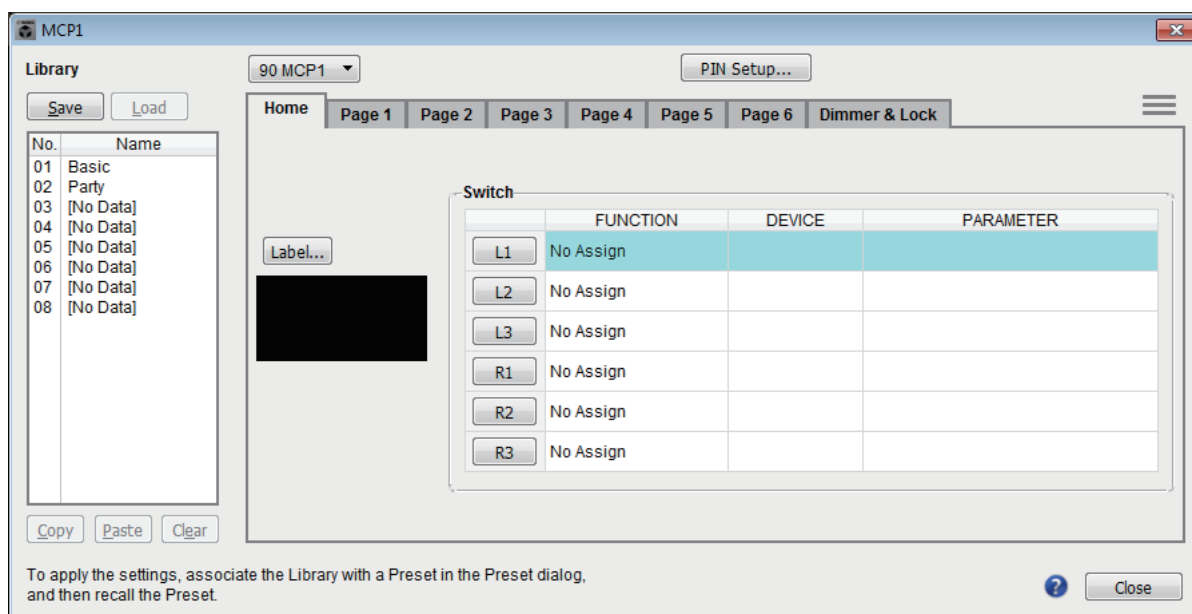 MCP1
Library
90 MCP1
PIN Setup...
Save Load
Home Page 1 Page 2 Page 3 Page 4 Page 5 Page 6 Dimmer & Lock
No. Name
01 Basic
02 Party
03 [No Data]
04 [No Data]
05 [No Data]
06 [No Data]
07 [No Data]
08 [No Data]
Copy Paste Clear
Label...
Switch
FUNCTION DEVICE PARAMETER
L1 No Assign
L2 No Assign
L3 No Assign
R1 No Assign
R2 No Assign
R3 No Assign
To apply the settings, associate the Library with a Preset in the Preset dialog,
and then recall the Preset.
? Close